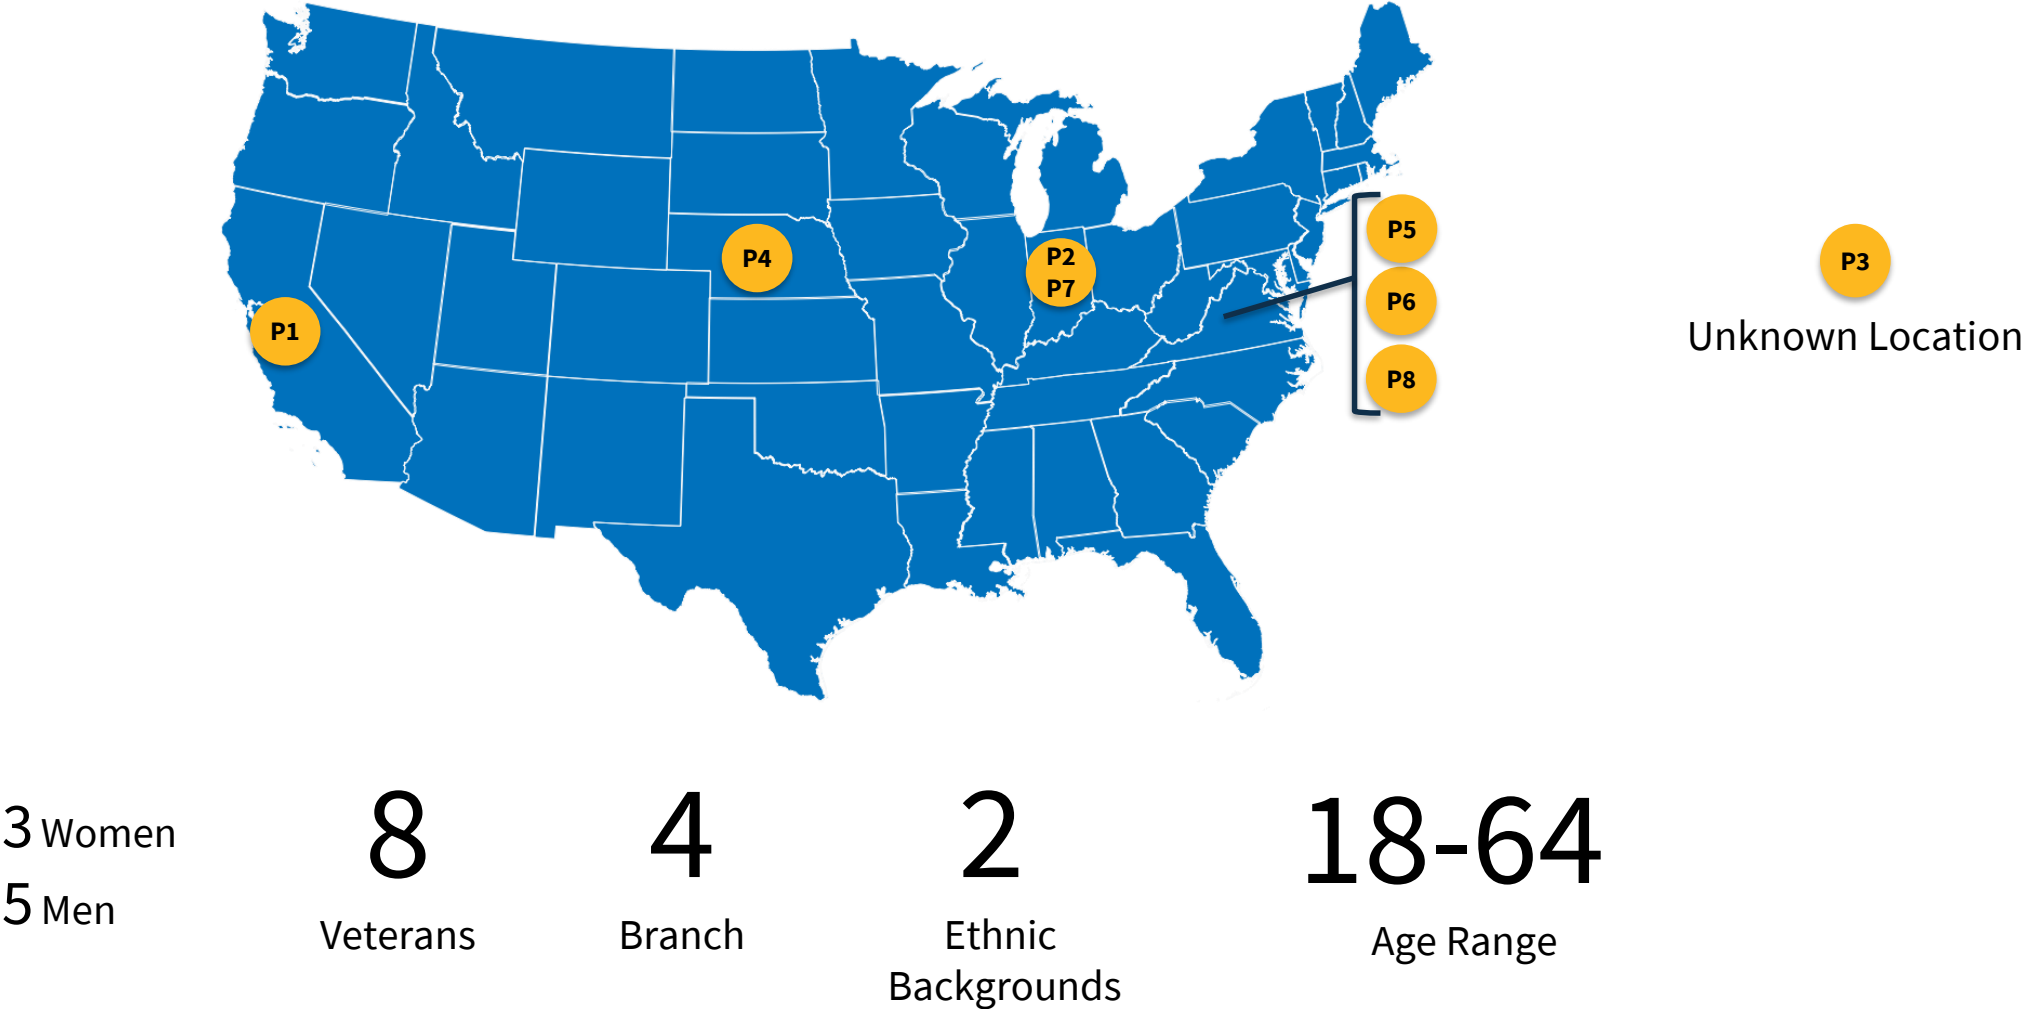 P1
P4
P2
P7
P5
P6
P8
P3
Unknown Location
3 Women
5 Men
8
Veterans
4
Branch
2
Ethnic
Backgrounds
18-64
Age Range